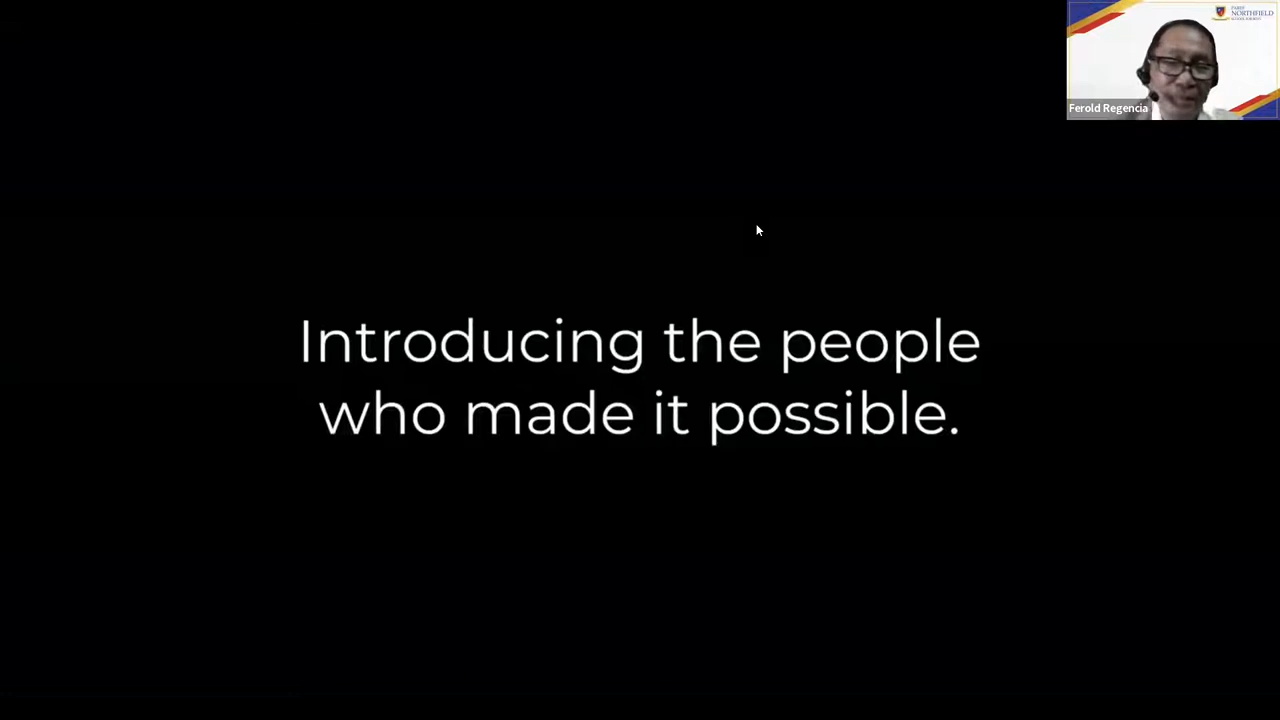 NORTHFIELD
Ferold Regencia
Introducing the people
who made it possible.